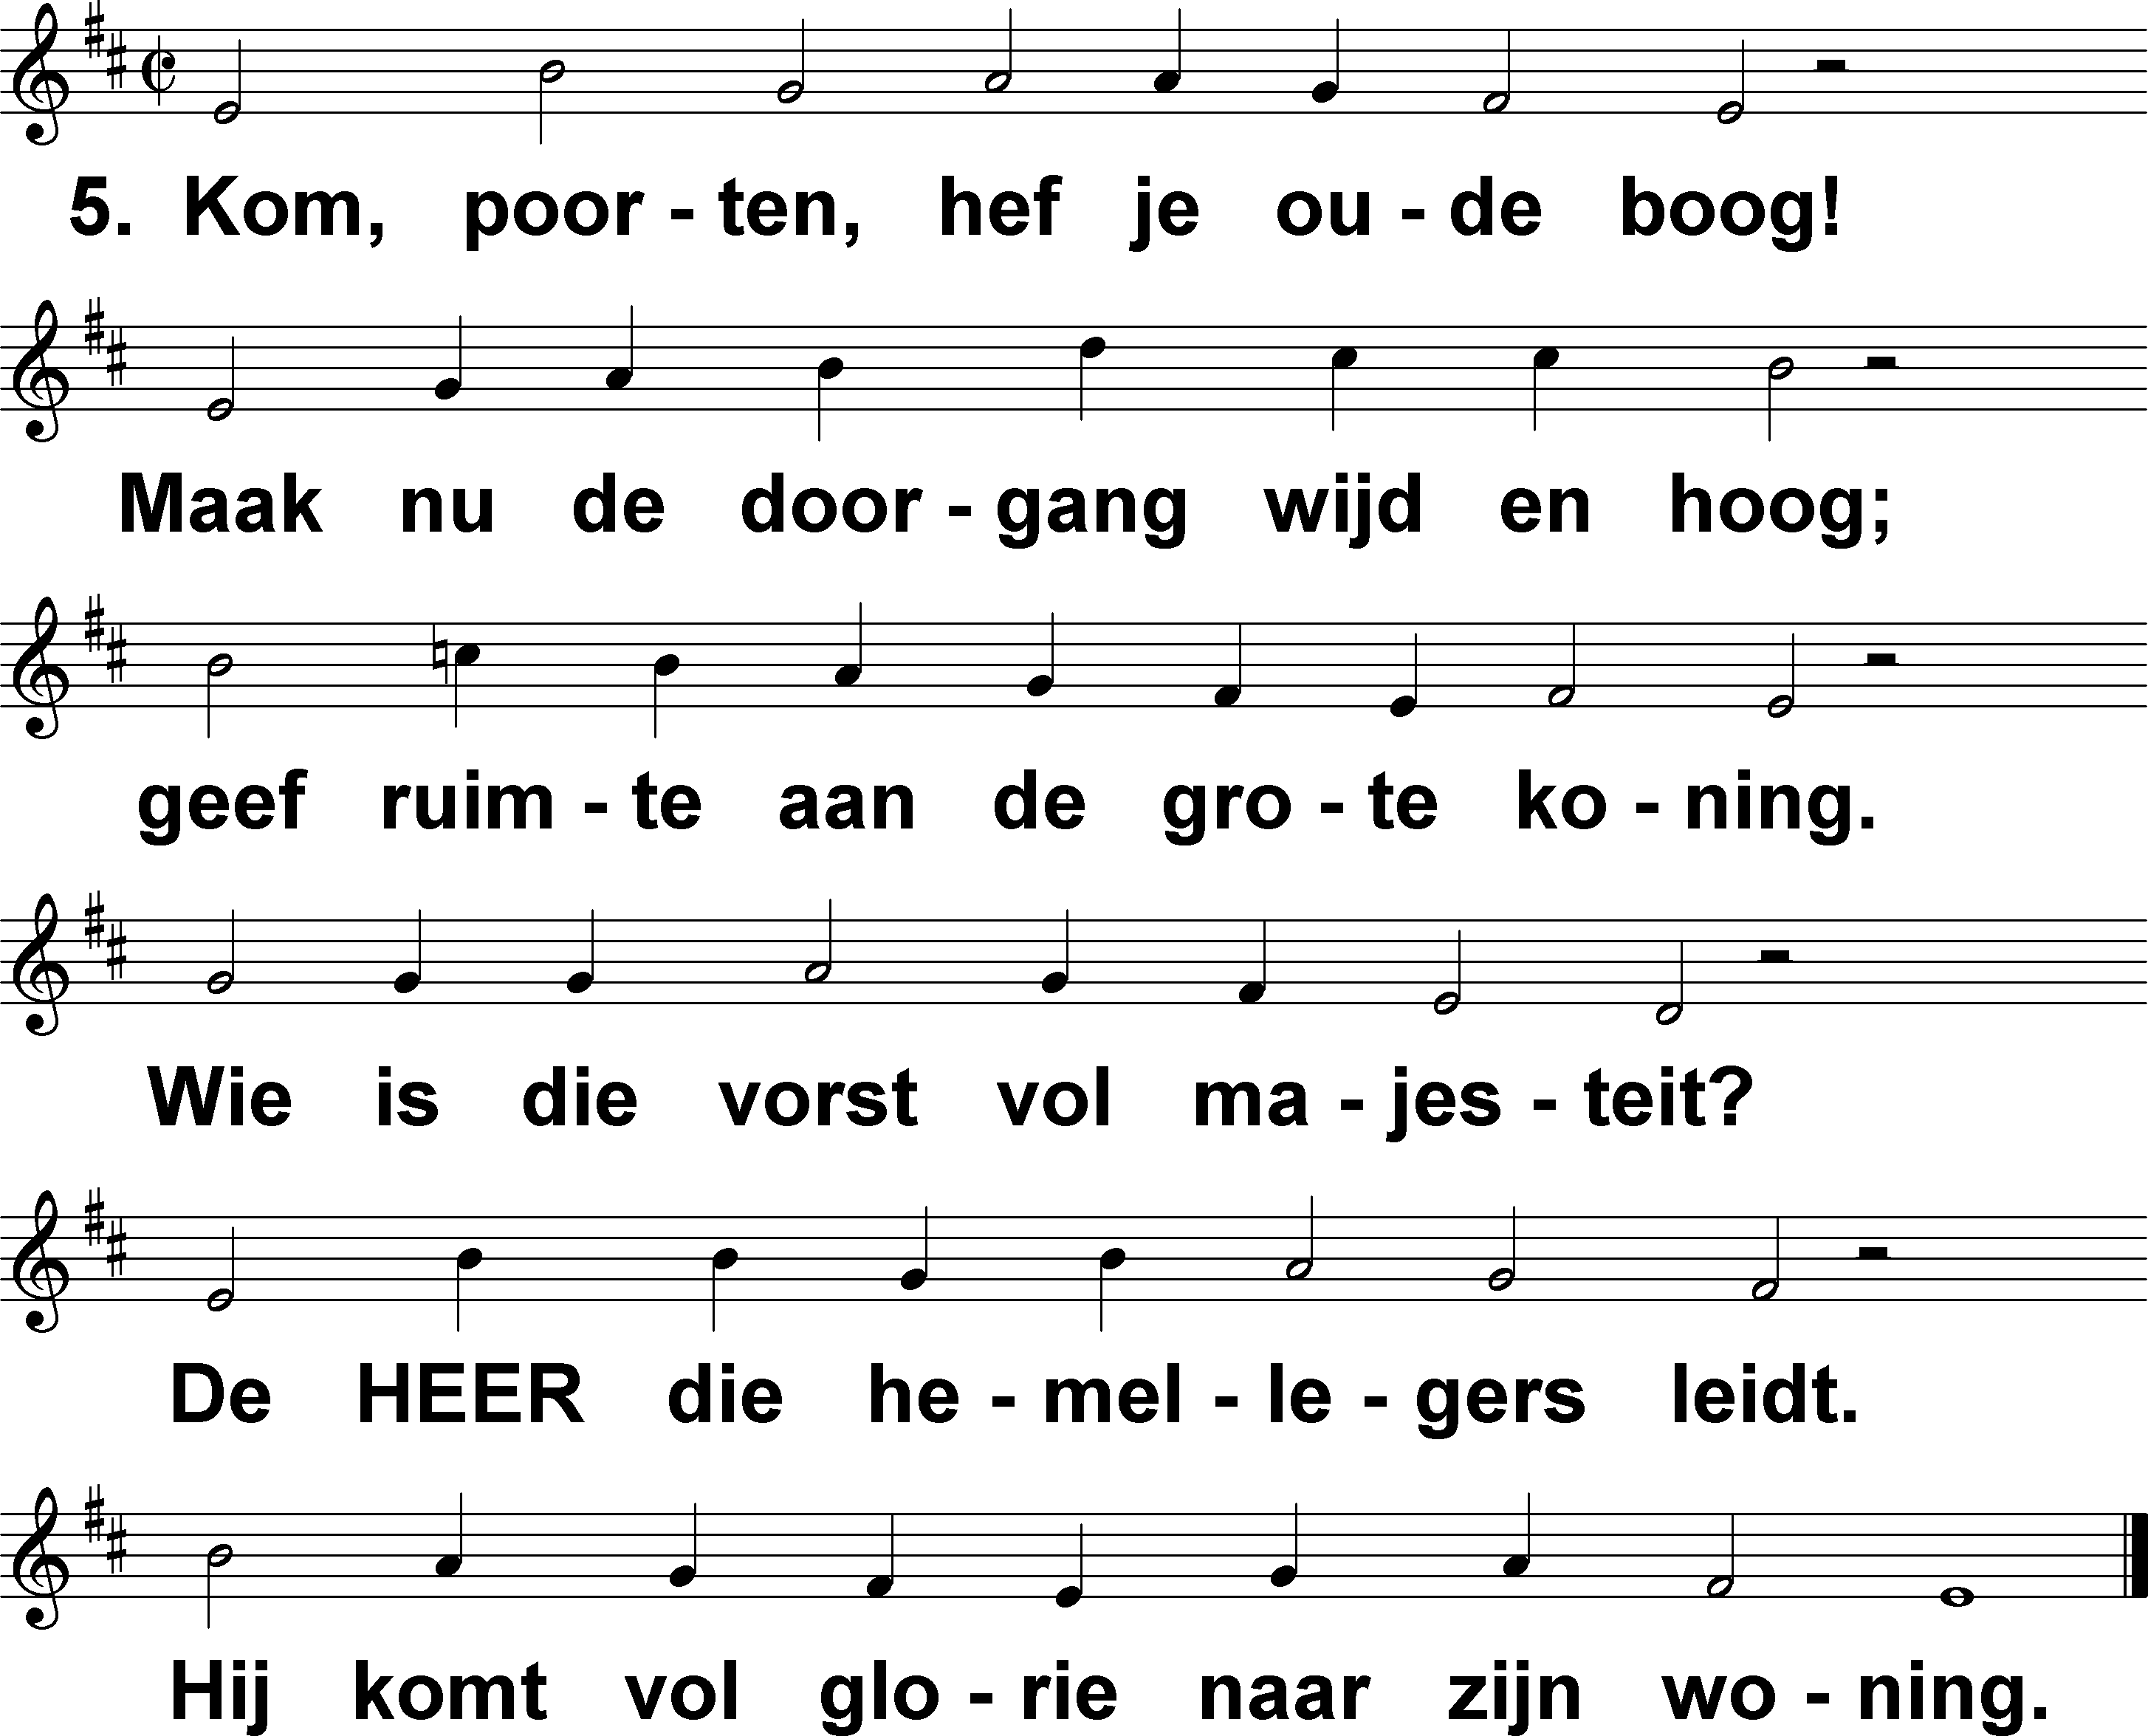 5. Kom, poor - ten, hef je ou - de boog!
Maak nu de door - gang wijd en hoog;
geef ruim - te aan de gro - te ko - ning.
Wie is die vorst vol ma - jes - teit?
De HEER die he - mel - le - gers leidt.
Hij komt vol glo - rie naar zijn wo - ning.